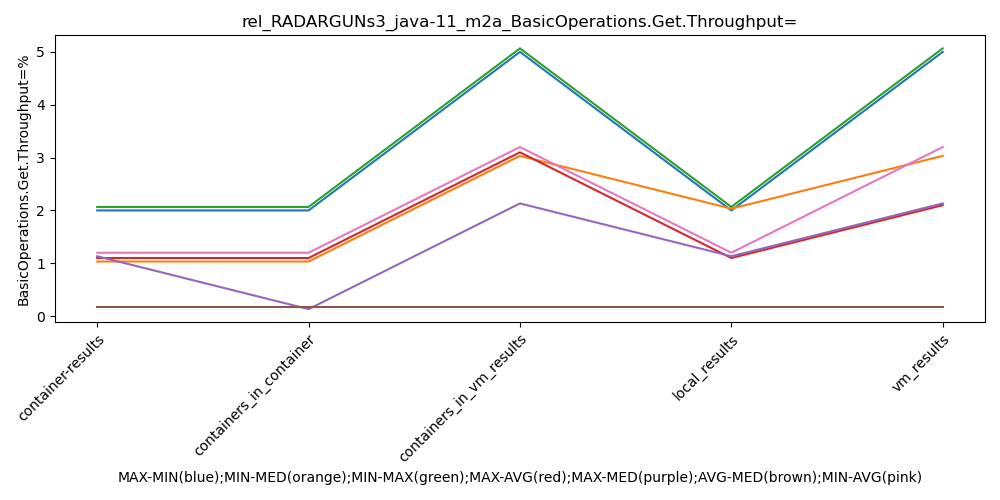 rel_RADARGUNs3_java-11_m2a_BasicOperations.Get.Throughput=
BasicOperations.Get.Throughput=%
5
4
3
2
1
0
container-results
containers_in_container
containers_in_vm_results
local_results
vm_results
MAX-MIN(blue);MIN-MED(orange);MIN-MAX(green);MAX-AVG(red);MAX-MED(purple);AVG-MED(brown);MIN-AVG(pink)